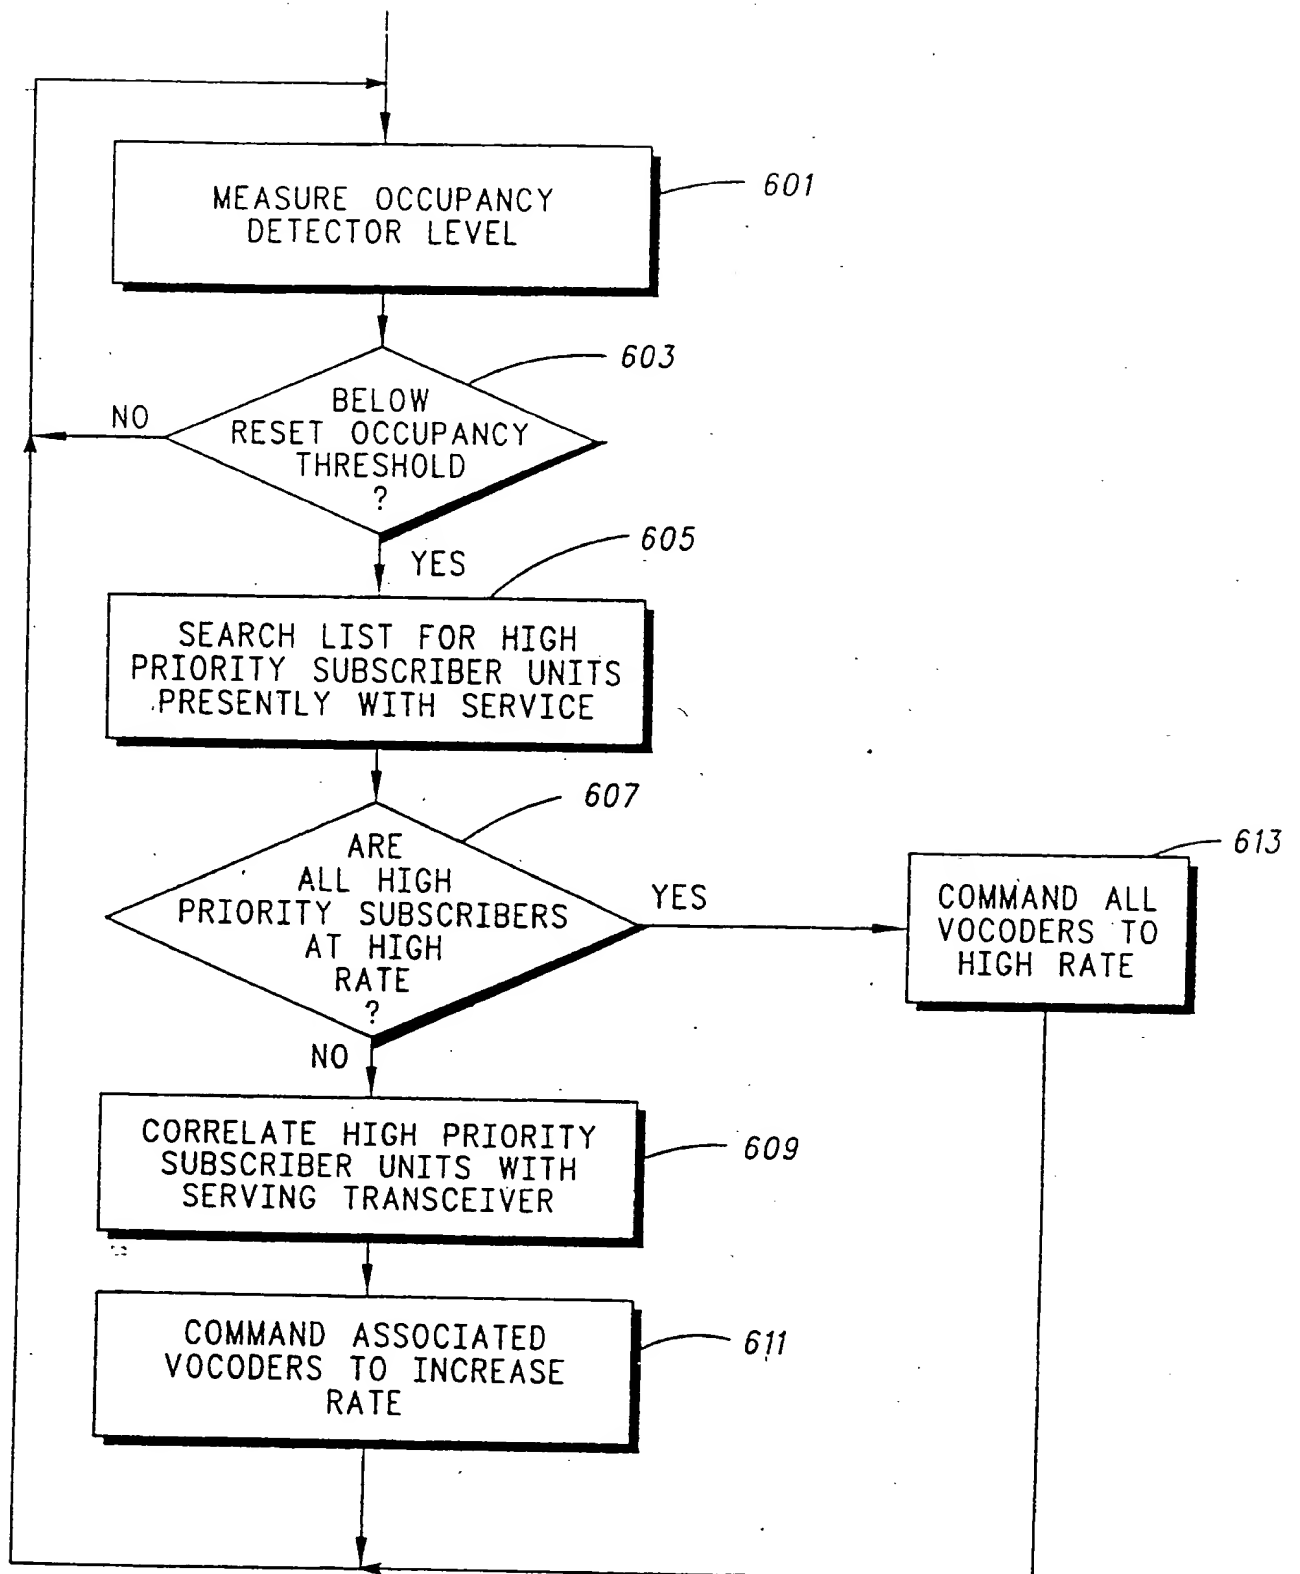 MEASURE OCCUPANCY
DETECTOR LEVEL
601
BELOW
RESET OCCUPANCY
THRESHOLD
?
603
NO
YES
605
SEARCH LIST FOR HIGH
PRIORITY SUBSCRIBER UNITS
PRESENTLY WITH SERVICE
607
ARE
ALL HIGH
PRIORITY SUBSCRIBERS
AT HIGH
RATE
?
YES
613
COMMAND ALL
VOCODERS TO
HIGH RATE
NO
CORRELATE HIGH PRIORITY
SUBSCRIBER UNITS WITH
SERVING TRANSCEIVER
609
COMMAND ASSOCIATED
VOCODERS TO INCREASE
RATE
611